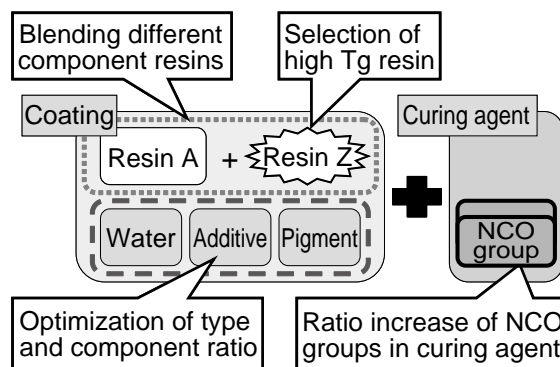 Blending different
component resins
Selection of
high Tg resin
Coating
Curing agent
Resin A + Resin Z
Water Additive Pigment
NCO
group
Optimization of type
and component ratio
Ratio increase of NCO
groups in curing agent